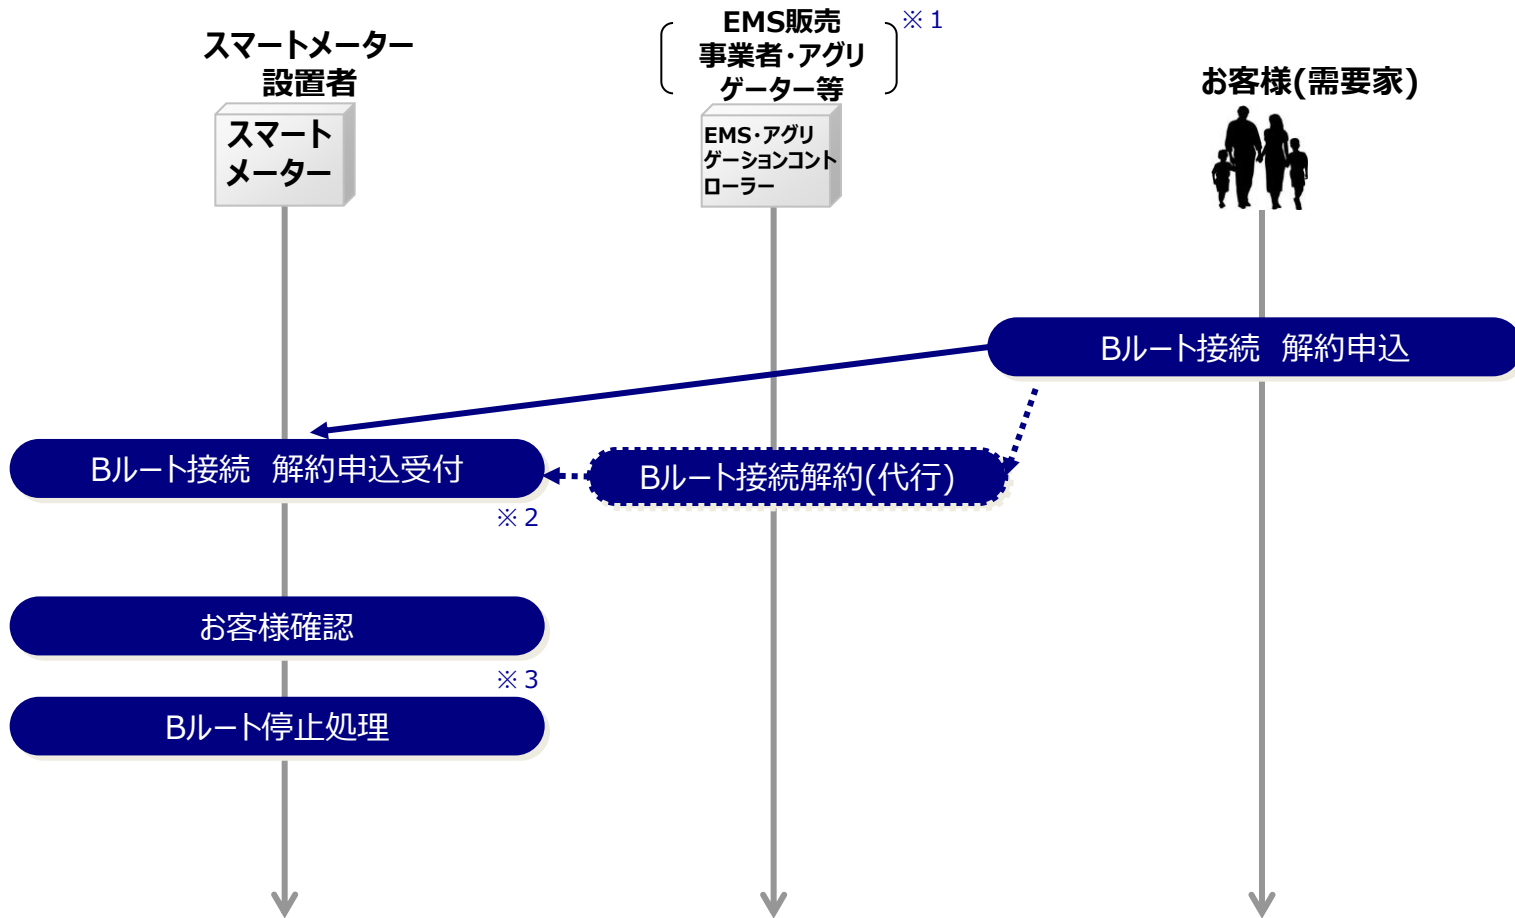 スマートメーター
設置者
スマート
メーター
EMS販売
事業者・アグリ
ゲーター等
※1
EMS・アグリ
ゲーションコント
ローラー
お客様(需要家)
Bルート接続　解約申込
Bルート接続　解約申込受付
Bルート接続解約(代行)
※2
お客様確認
※3
Bルート停止処理